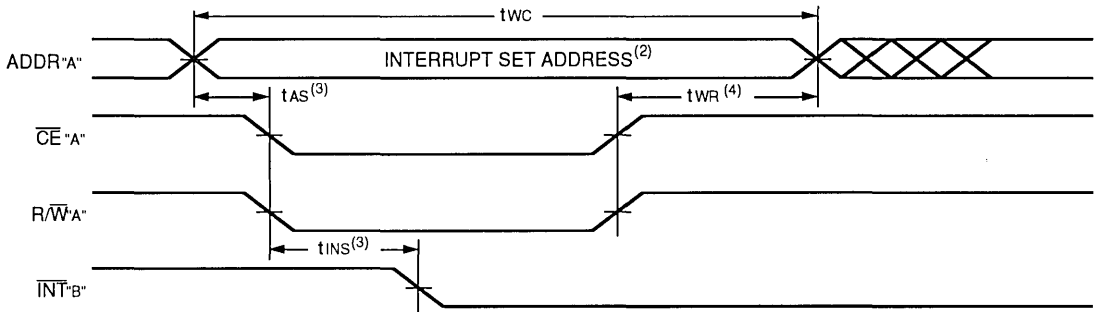 tWC
ADDR"A"
INTERRUPT SET ADDRESS(2)
tAS(3)
tWR(4)
CE"A"
R/W"A"
tINS(3)
INT"B"